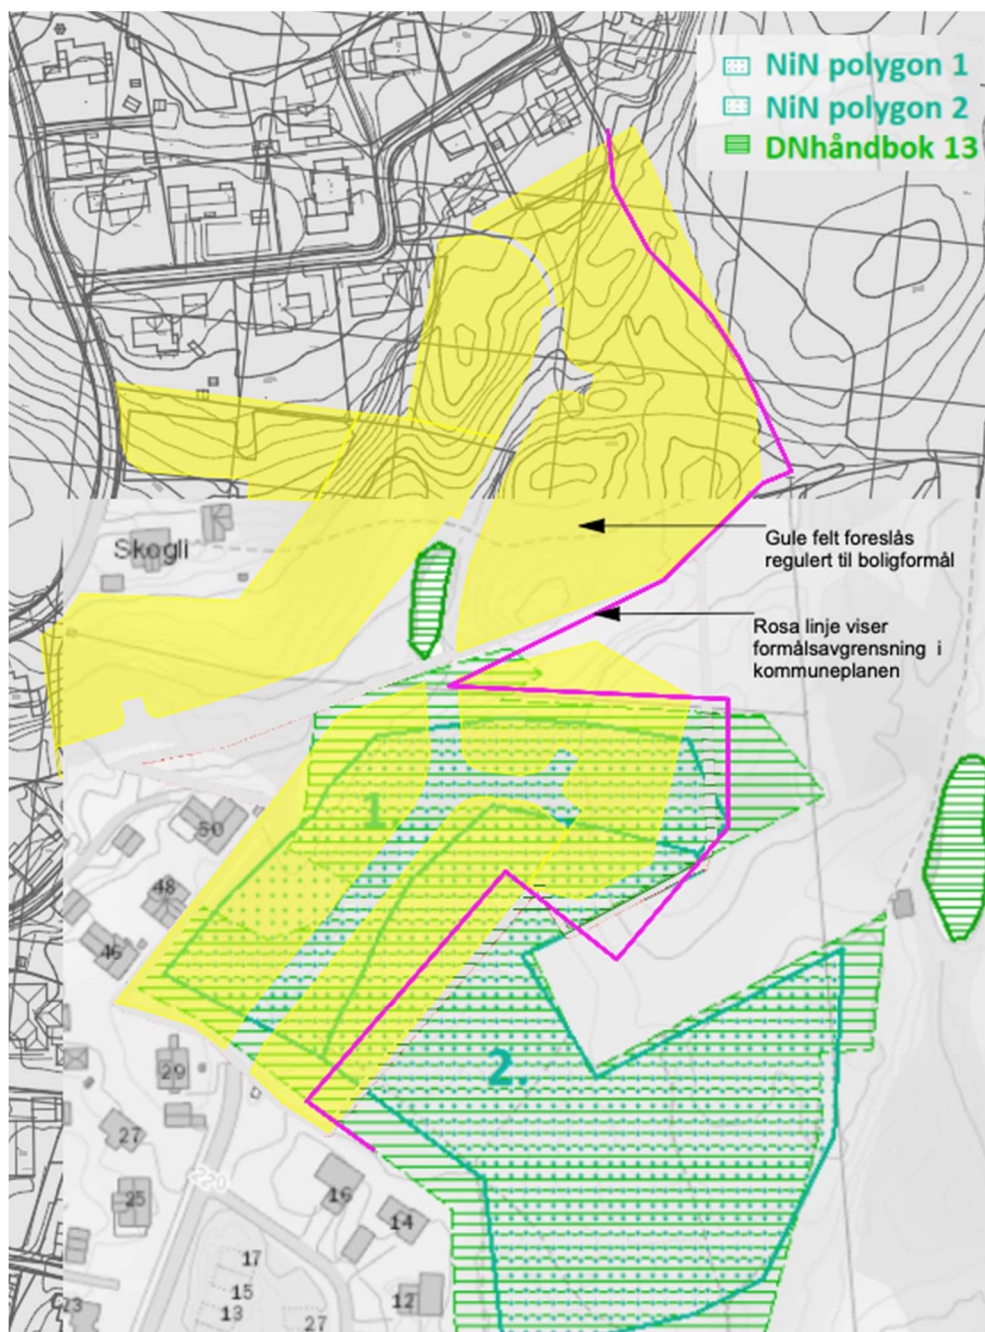 NiN polygon 1
NiN polygon 2
DNhåndbok 13
Skogli
Gule felt foreslås
regulert til boligformål
Rosa linje viser
formålsavgrensning i
kommuneplanen
1
50
48
46
2.
29
27
220
25
16
14
17
15
13
12
23
27